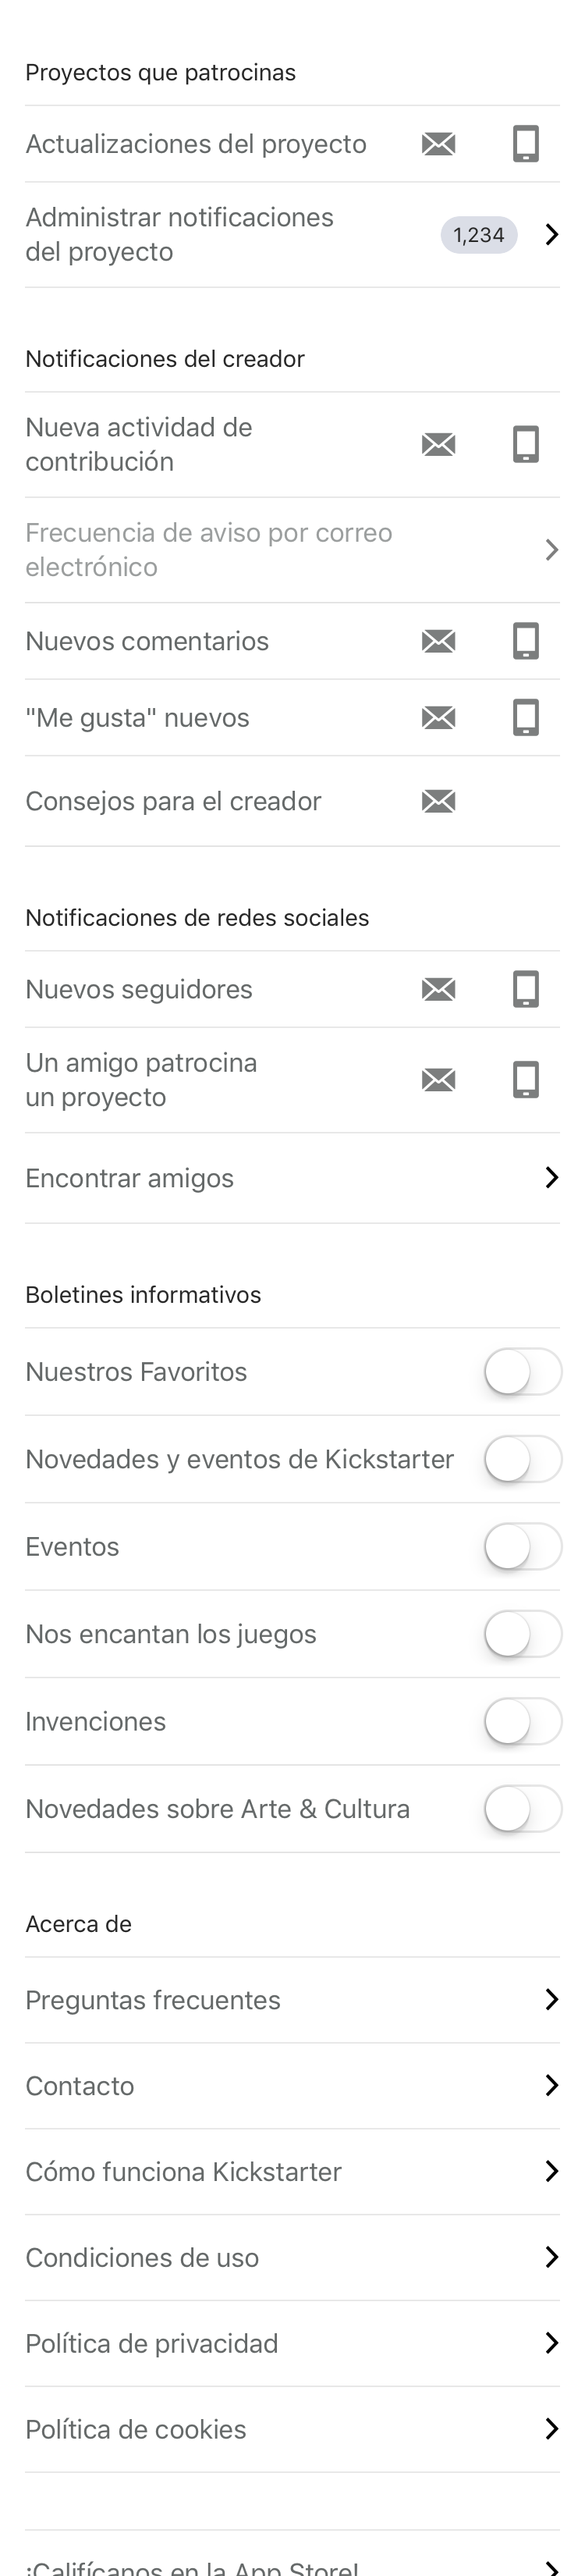 Proyectos que patrocinas
Actualizaciones del proyecto
Administrar notificaciones
del proyecto
1,234
Notificaciones del creador
Nueva actividad de
contribución
Frecuencia de aviso por correo
electrónico
Nuevos comentarios
"Me gusta" nuevos
Consejos para el creador
Notificaciones de redes sociales
Nuevos seguidores
Un amigo patrocina
un proyecto
Encontrar amigos
Boletines informativos
Nuestros Favoritos
Novedades y eventos de Kickstarter
Eventos
Nos encantan los juegos
Invenciones
Novedades sobre Arte & Cultura
Acerca de
Preguntas frecuentes
Contacto
Cómo funciona Kickstarter
Condiciones de uso
Política de privacidad
Política de cookies
¡Califícanos en la App Store!